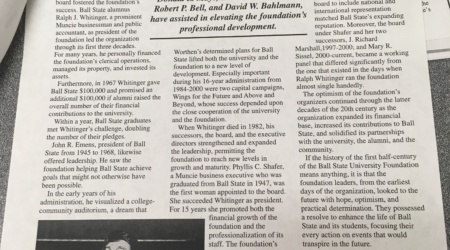 board fostered the foundation's
success. Ball State alumnus
Ralph J. Whitinger, a prominent
Muncie businessman and public
accountant, as president of the
foundation led the organization
through its first three decades.
For many years, he personally financed
the foundation's clerical operations,
managed its property, and invested its
assets.
Furthermore, in 1967 Whitinger gave
Ball State $100,000 and promised an
additional $100,000 if alumni raised the
overall number of their financial
contributions to the university.
Within a year, Ball State graduates
met Whitinger's challenge, doubling
the number of their pledges.
John R. Emens, president of Ball
State from 1945 to 1968, likewise
offered leadership. He saw the
foundation helping Ball State achieve
goals that might not otherwise have
been possible.
In the early years of his
administration, he visualized a college-
community auditorium, a dream that
Robert P. Bell, and David W. Bahlmann,
have assisted in elevating the foundation's
professional development.
Worthen's determined plans for Ball
State lifted both the university and the
foundation to a new level of
development. Especially important
during his 16-year administration from
1984-2000 were two capital campaigns,
Wings for the Future and Above and
Beyond, whose success depended upon
the close cooperation of the university
and the foundation.
When Whitinger died in 1982, his
successors, the board, and the executive
directors strengthened and expanded
the leadership, permitting the
foundation to reach new levels in
growth and maturity. Phyllis C. Shafer,
a Muncie business executive who was
graduated from Ball State in 1947, was
the first woman appointed to the board.
She succeeded Whitinger as president.
For 15 years she promoted both the
financial growth of the
foundation and the
professionalization of its
staff. The foundation's
board to include national and
international representation
matched Ball State's expanding
reputation. Moreover, the board
under Shafer and her two
successors, J. Richard
Marshall,1997-2000; and Mary R.
Sissel, 2000-current, became a working
panel that differed significantly from
the one that existed in the days when
Ralph Whitinger ran the foundation
almost single handedly.
The optimism of the foundation's
organizers continued through the latter
decades of the 20th century as the
organization expanded its financial
base, increased its contributions to Ball
State, and solidified its partnerships
with the university, the alumni, and the
community.
If the history of the first half-century
of the Ball State University Foundation
means anything, it is that the
foundation leaders, from the earliest
days of the organization, looked to the
future with hope, optimism, and
practical determination. They possessed
a resolve to enhance the life of Ball
State and its students, focusing their
every action on events that would
transpire in the future.